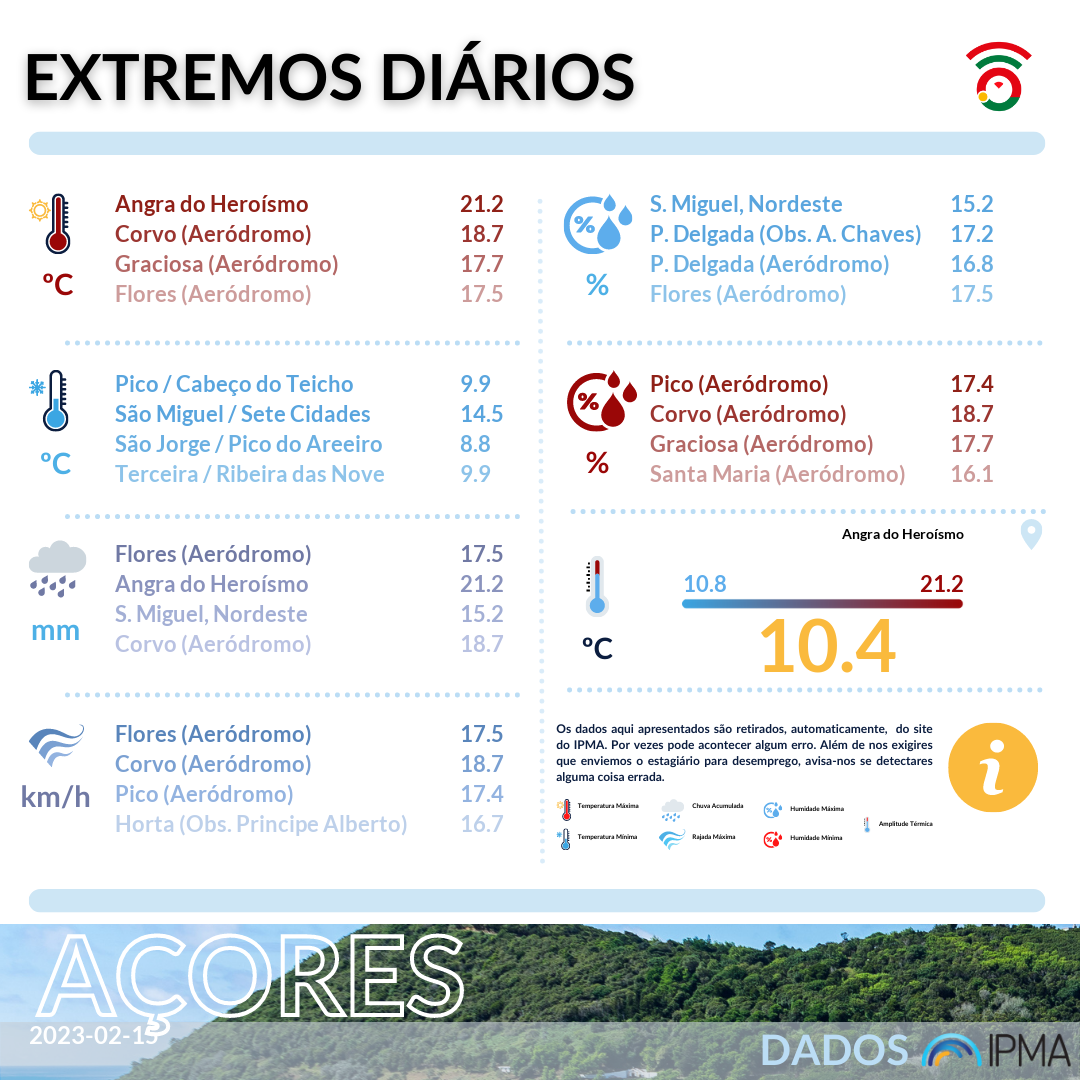 EXTREMOS DIÁRIOS
Angra do Heroísmo 21.2
Corvo (Aeródromo) 18.7
Graciosa (Aeródromo) 17.7
Flores (Aeródromo) 17.5
ºC
Pico / Cabeço do Teicho 9.9
São Miguel / Sete Cidades 14.5
São Jorge / Pico do Areeiro 8.8
Terceira / Ribeira das Nove 9.9
ºC
Flores (Aeródromo) 17.5
Angra do Heroísmo 21.2
S. Miguel, Nordeste 15.2
Corvo (Aeródromo) 18.7
mm
Flores (Aeródromo) 17.5
Corvo (Aeródromo) 18.7
Pico (Aeródromo) 17.4
Horta (Obs. Principe Alberto) 16.7
km/h
%
S. Miguel, Nordeste 15.2
P. Delgada (Obs. A. Chaves) 17.2
P. Delgada (Aeródromo) 16.8
Flores (Aeródromo) 17.5
%
%
Pico (Aeródromo) 17.4
Corvo (Aeródromo) 18.7
Graciosa (Aeródromo) 17.7
Santa Maria (Aeródromo) 16.1
%
Angra do Heroísmo
10.8 21.2
ºC
10.4
Os dados aqui apresentados são retirados, automaticamente, do site
do IPMA. Por vezes pode acontecer algum erro. Além de nos exigires
que enviemos o estagiário para desemprego, avisa-nos se detectares
alguma coisa errada.
i
Temperatura Máxima Chuva Acumulada Humidade Máxima
Amplitude Térmica
Temperatura Mínima Rajada Máxima Humidade Mínima
AÇORES
2023-02-15
DADOS IPMA